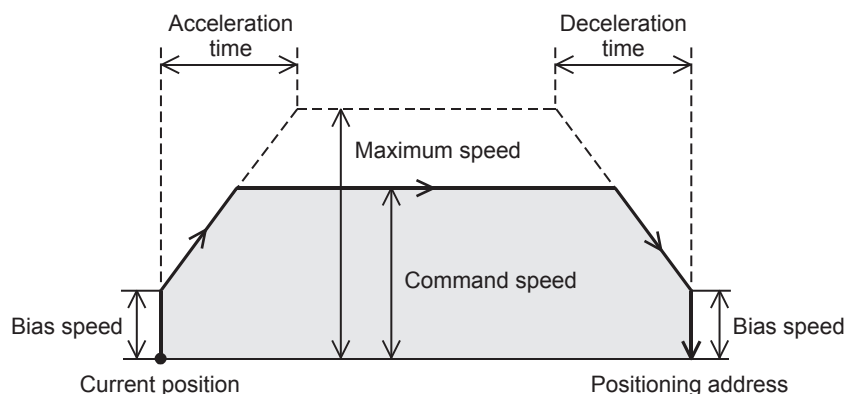 Acceleration
time
Deceleration
time
Maximum speed
Command speed
Bias speed
Bias speed
Current position
Positioning address